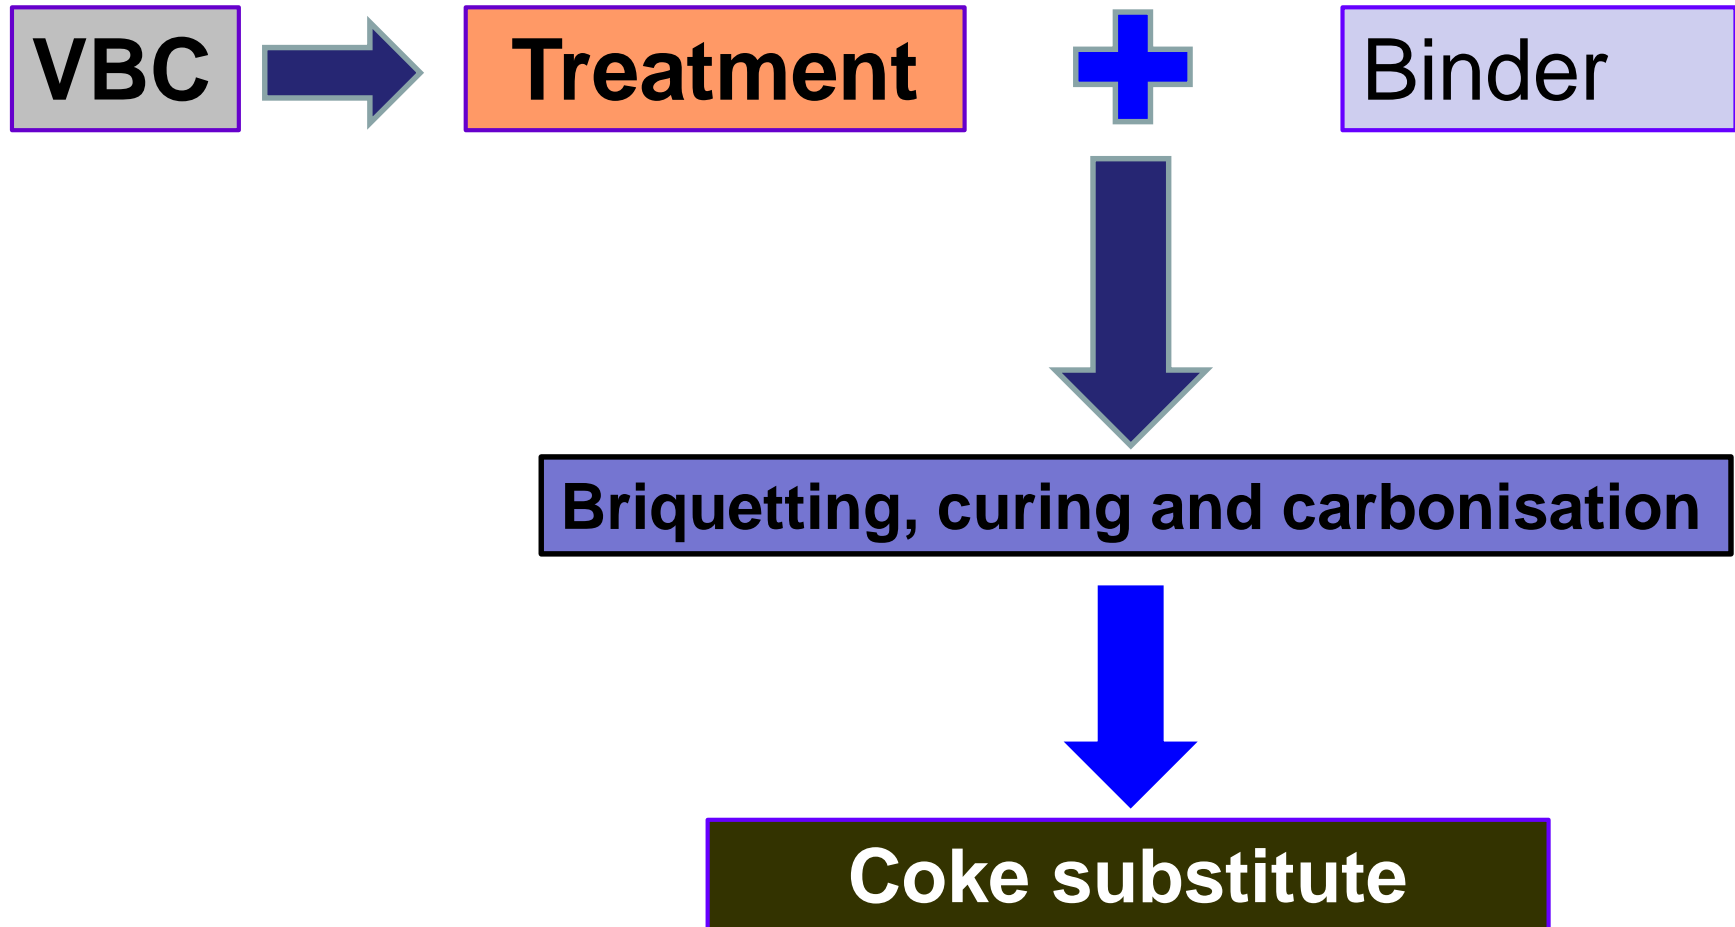 VBC
Treatment
Binder
Briquetting, curing and carbonisation
Coke substitute